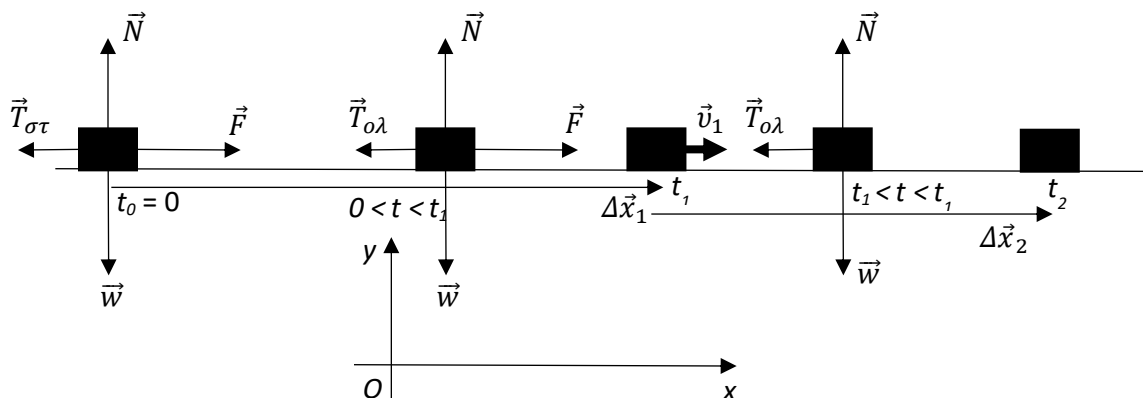 N⃗ N⃗ N⃗
T⃗στ F⃗ T⃗ολ F⃗ υ⃗₁ T⃗ολ
t₀ = 0 0 < t < t₁ Δx⃗₁ t₁ t₁ < t < t₁ t₂
Δx⃗₂
w⃗ w⃗ w⃗
y
O x